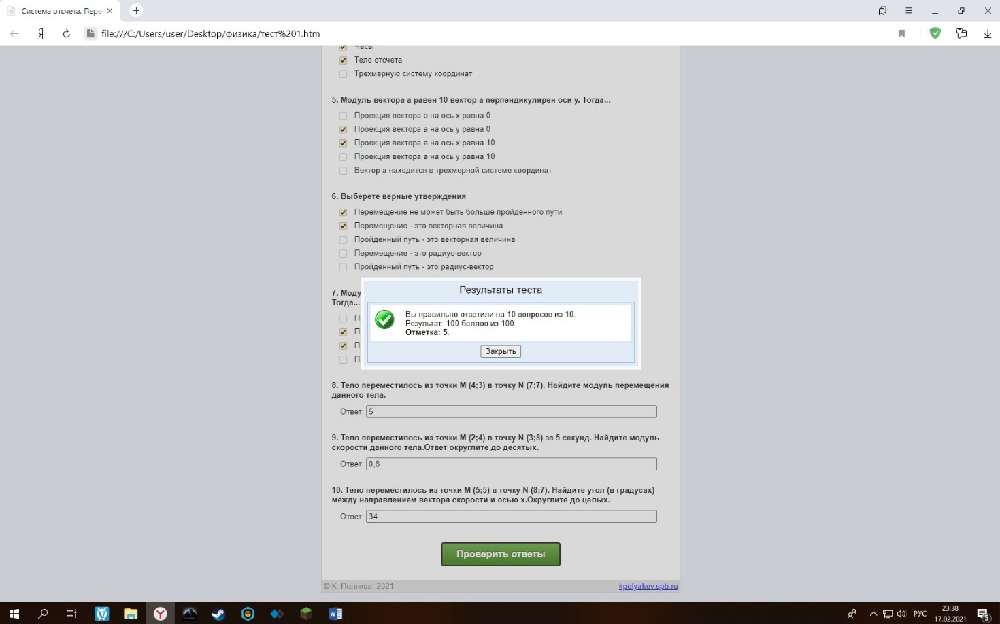 Система отсчета. Пере
file:///C:/Users/user/Desktop/физика/тест%201.htm
Часы
Тело отсчета
Трехмерную систему координат
5. Модуль вектора а равен 10 вектор а перпендикулярен оси у. Тогда...
Проекция вектора а на ось х равна 0
Проекция вектора а на ось у равна 0
Проекция вектора а на ось х равна 10
Проекция вектора а на ось у равна 10
Вектор а находится в трехмерной системе координат
6. Выберете верные утверждения
Перемещение не может быть больше пройденного пути
Перемещение - это векторная величина
Пройденный путь - это векторная величина
Перемещение - это радиус-вектор
Пройденный путь - это радиус-вектор
7. Моду
Тогда...
П
П
П
П
Результаты теста
Вы правильно ответили на 10 вопросов из 10.
Результат: 100 баллов из 100.
Отметка: 5.
Закрыть
8. Тело переместилось из точки М (4;3) в точку N (7;7). Найдите модуль перемещения
данного тела.
Ответ: 5
9. Тело переместилось из точки М (2;4) в точку N (3;8) за 5 секунд. Найдите модуль
скорости данного тела.Ответ округлите до десятых.
Ответ: 0,8
10. Тело переместилось из точки М (5;5) в точку N (8;7). Найдите угол (в градусах)
между направлением вектора скорости и осью х.Округлите до целых.
Ответ: 34
Проверить ответы
© К. Поляков, 2021 kpolyakov.spb.ru
РУС
23:38
17.02.2021
5